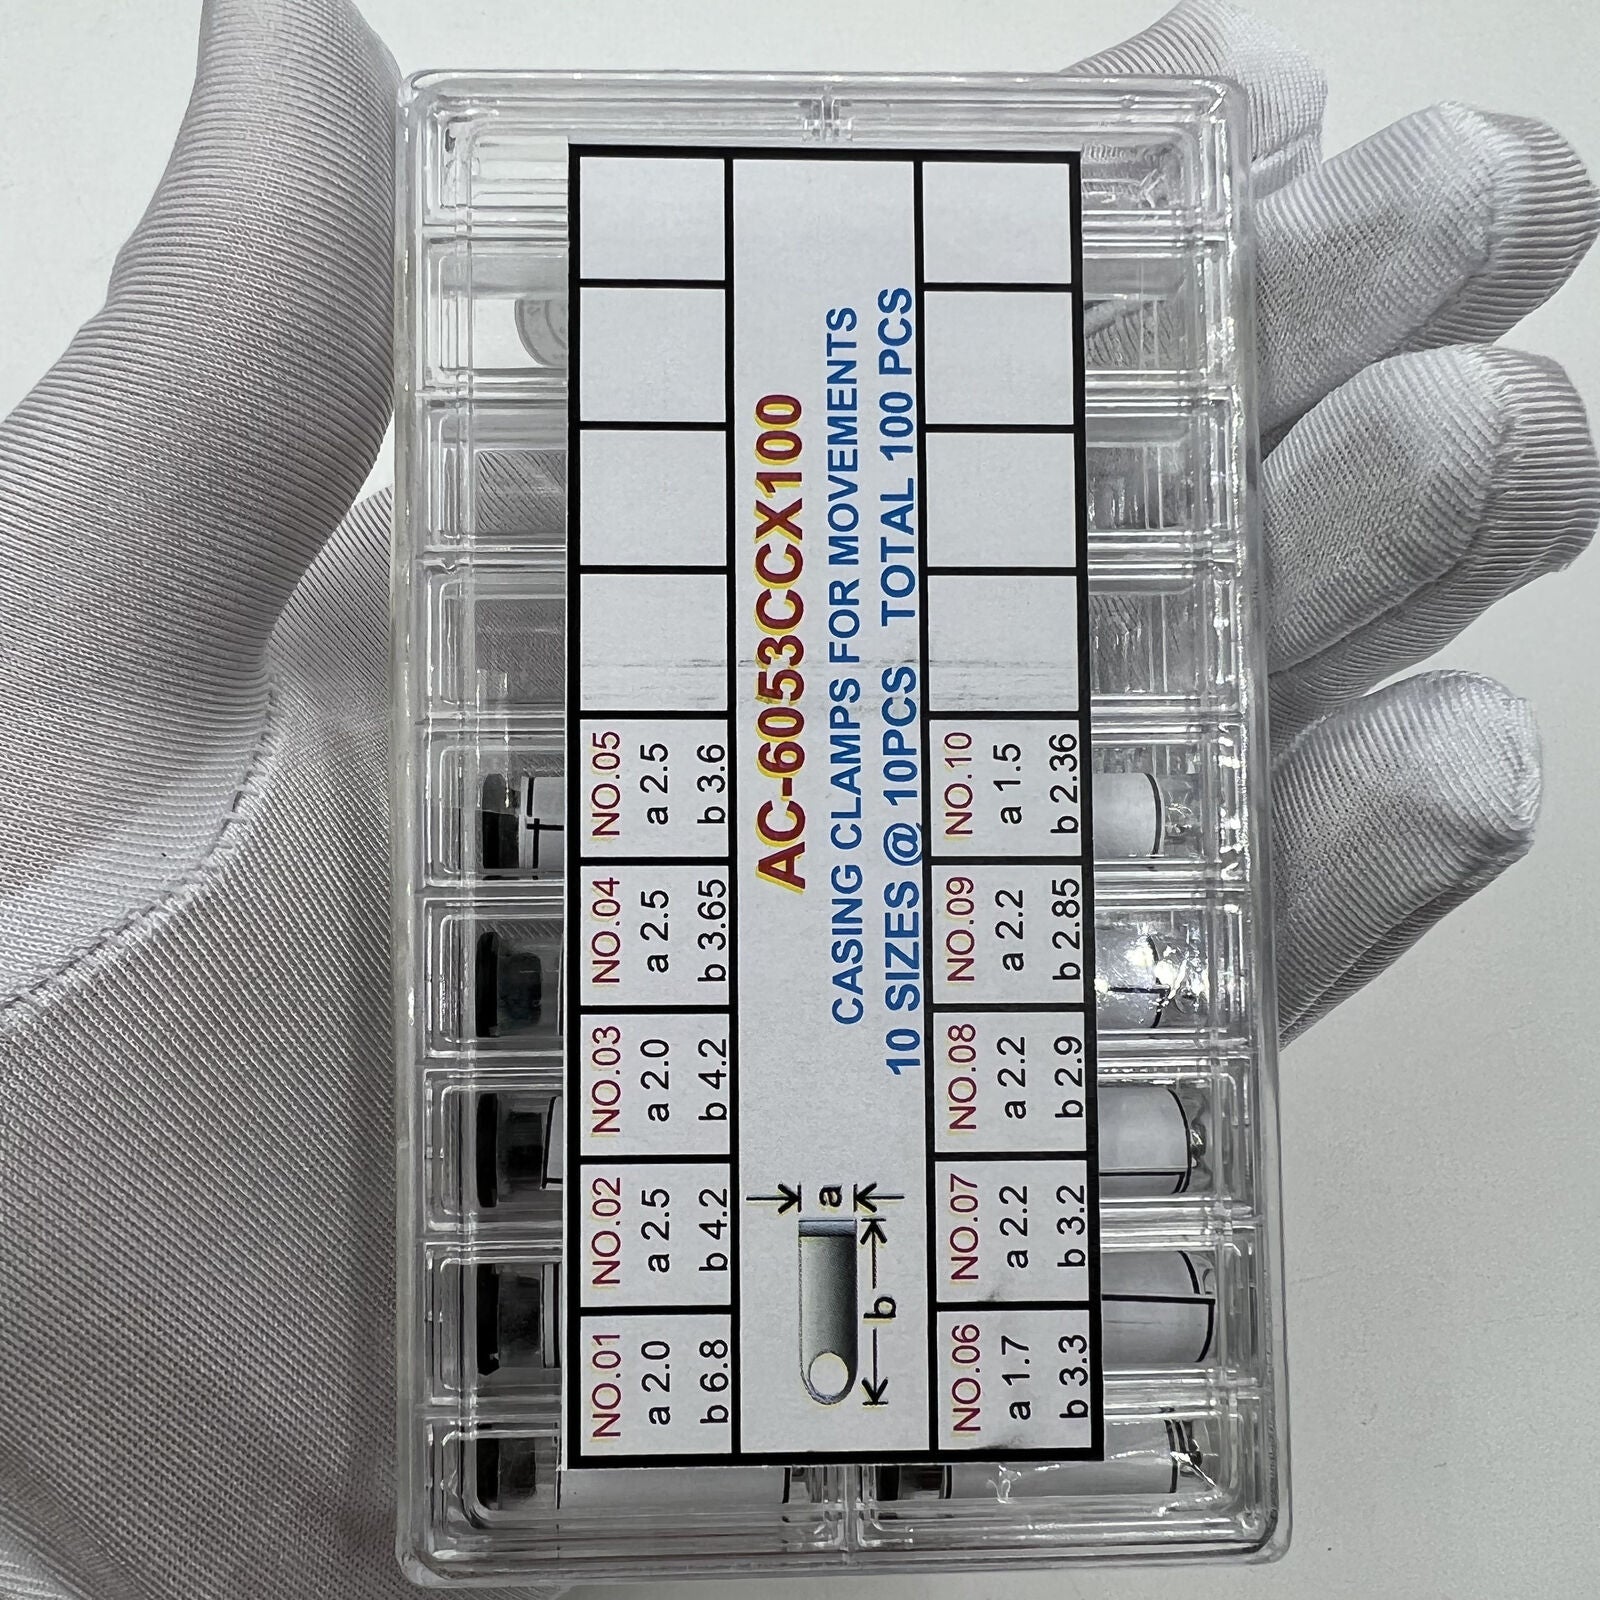 NO.01
a 2.0
b 6.8
NO.02
a 2.5
b 4.2
NO.03
a 2.0
b 4.2
NO.04
a 2.5
b 3.65
NO.05
a 2.5
b 3.6
AC-6053CCX100
CASING CLAMPS FOR MOVEMENTS
10 SIZES @ 10PCS TOTAL 100 PCS
a
b
NO.06
a 1.7
b 3.3
NO.07
a 2.2
b 3.2
NO.08
a 2.2
b 2.9
NO.09
a 2.2
b 2.85
NO.10
a 1.5
b 2.36